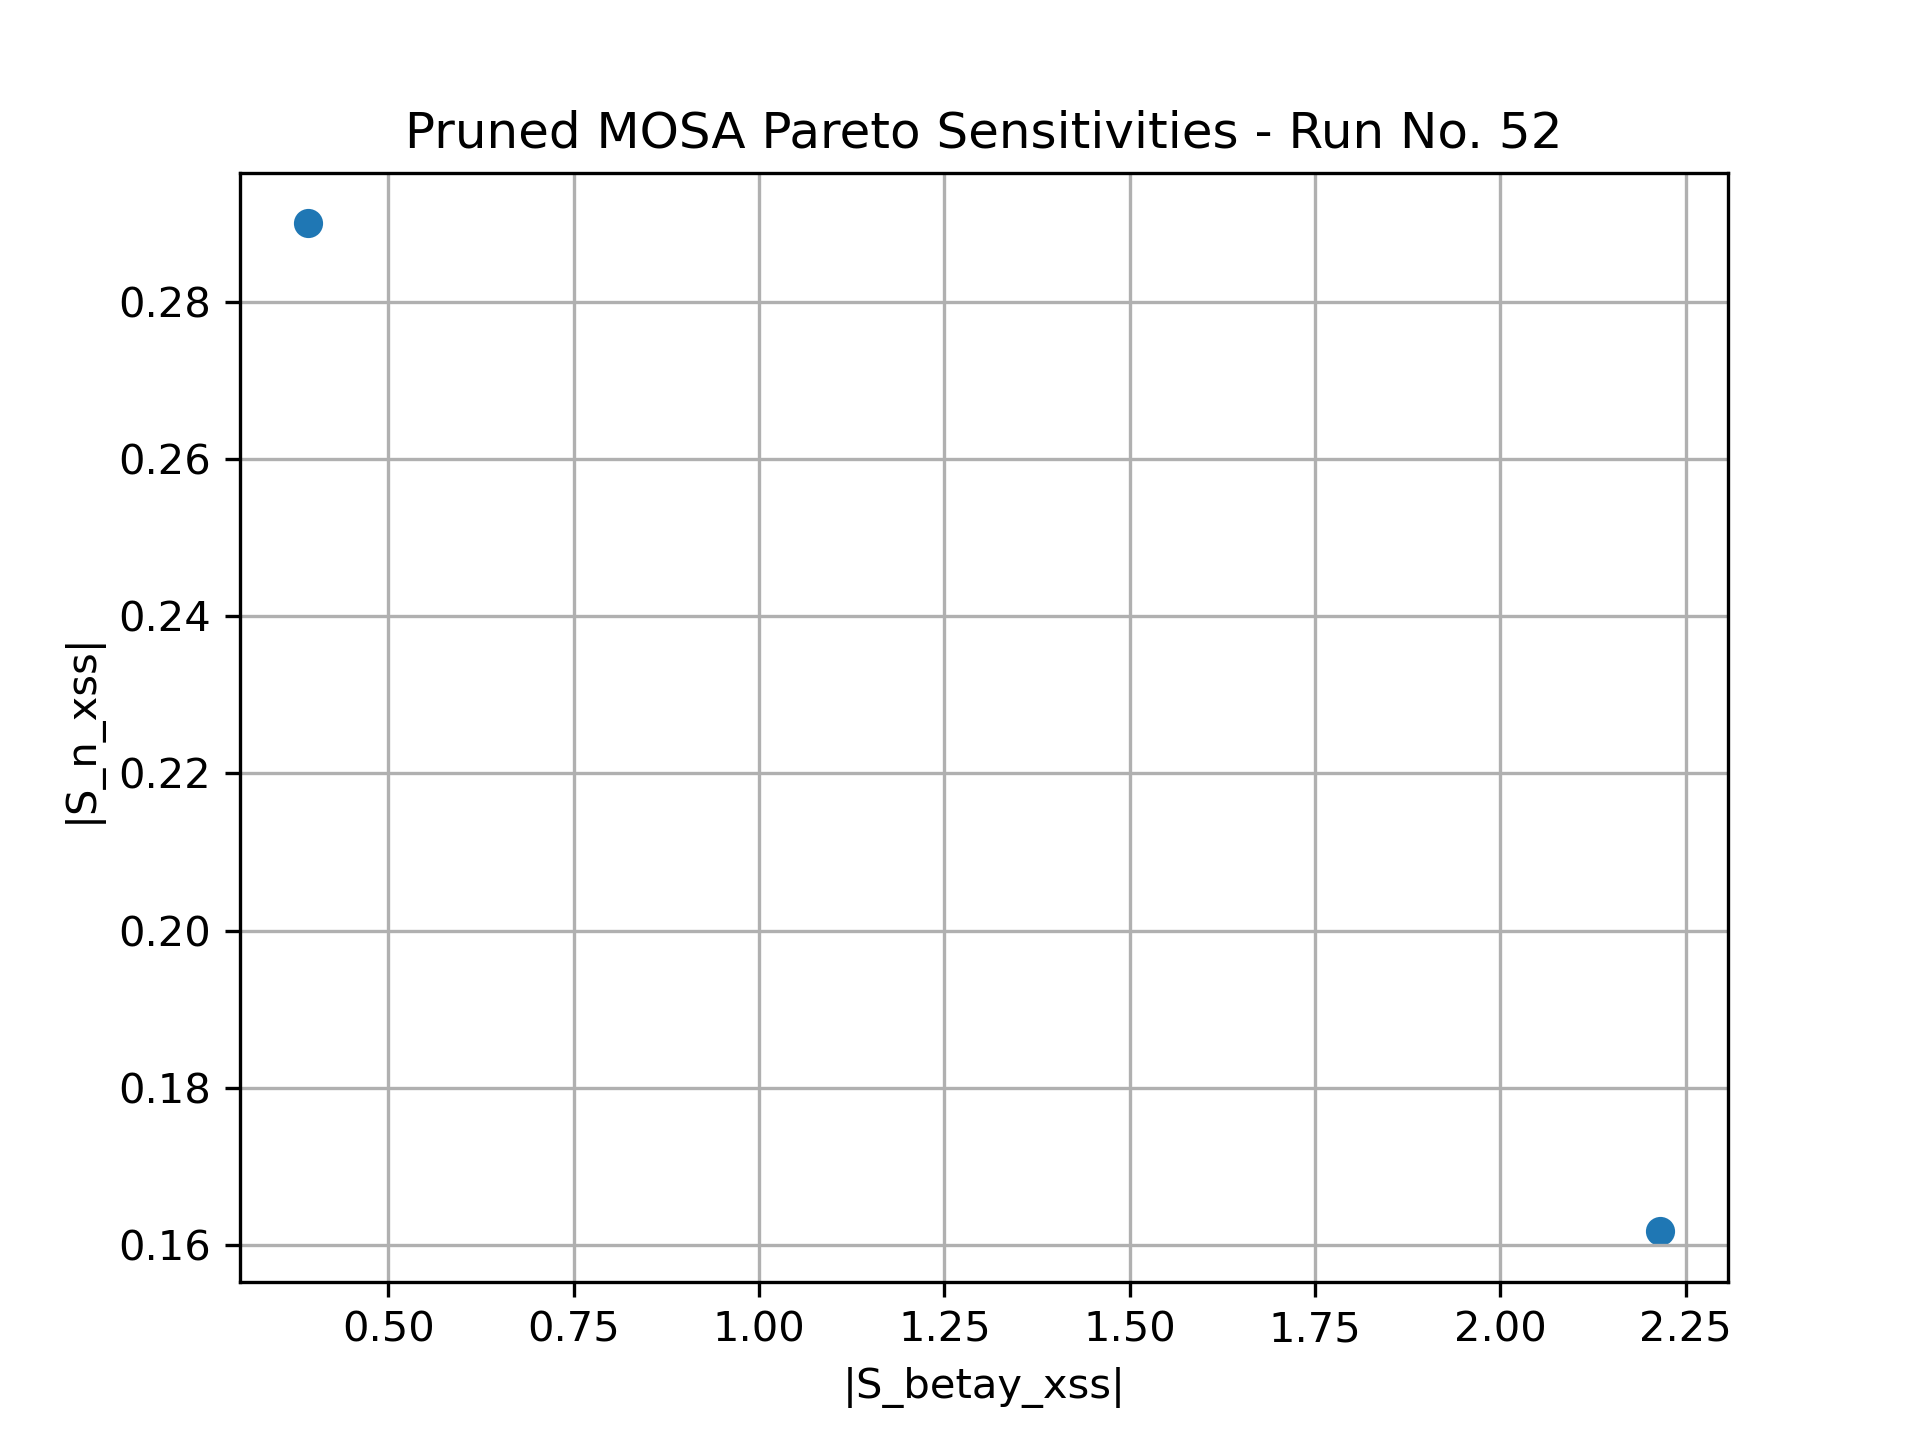 Pruned MOSA Pareto Sensitivities - Run No. 52
|S_n_xss|
0.28
0.26
0.24
0.22
0.20
0.18
0.16
0.50 0.75 1.00 1.25 1.50 1.75 2.00 2.25
|S_betay_xss|